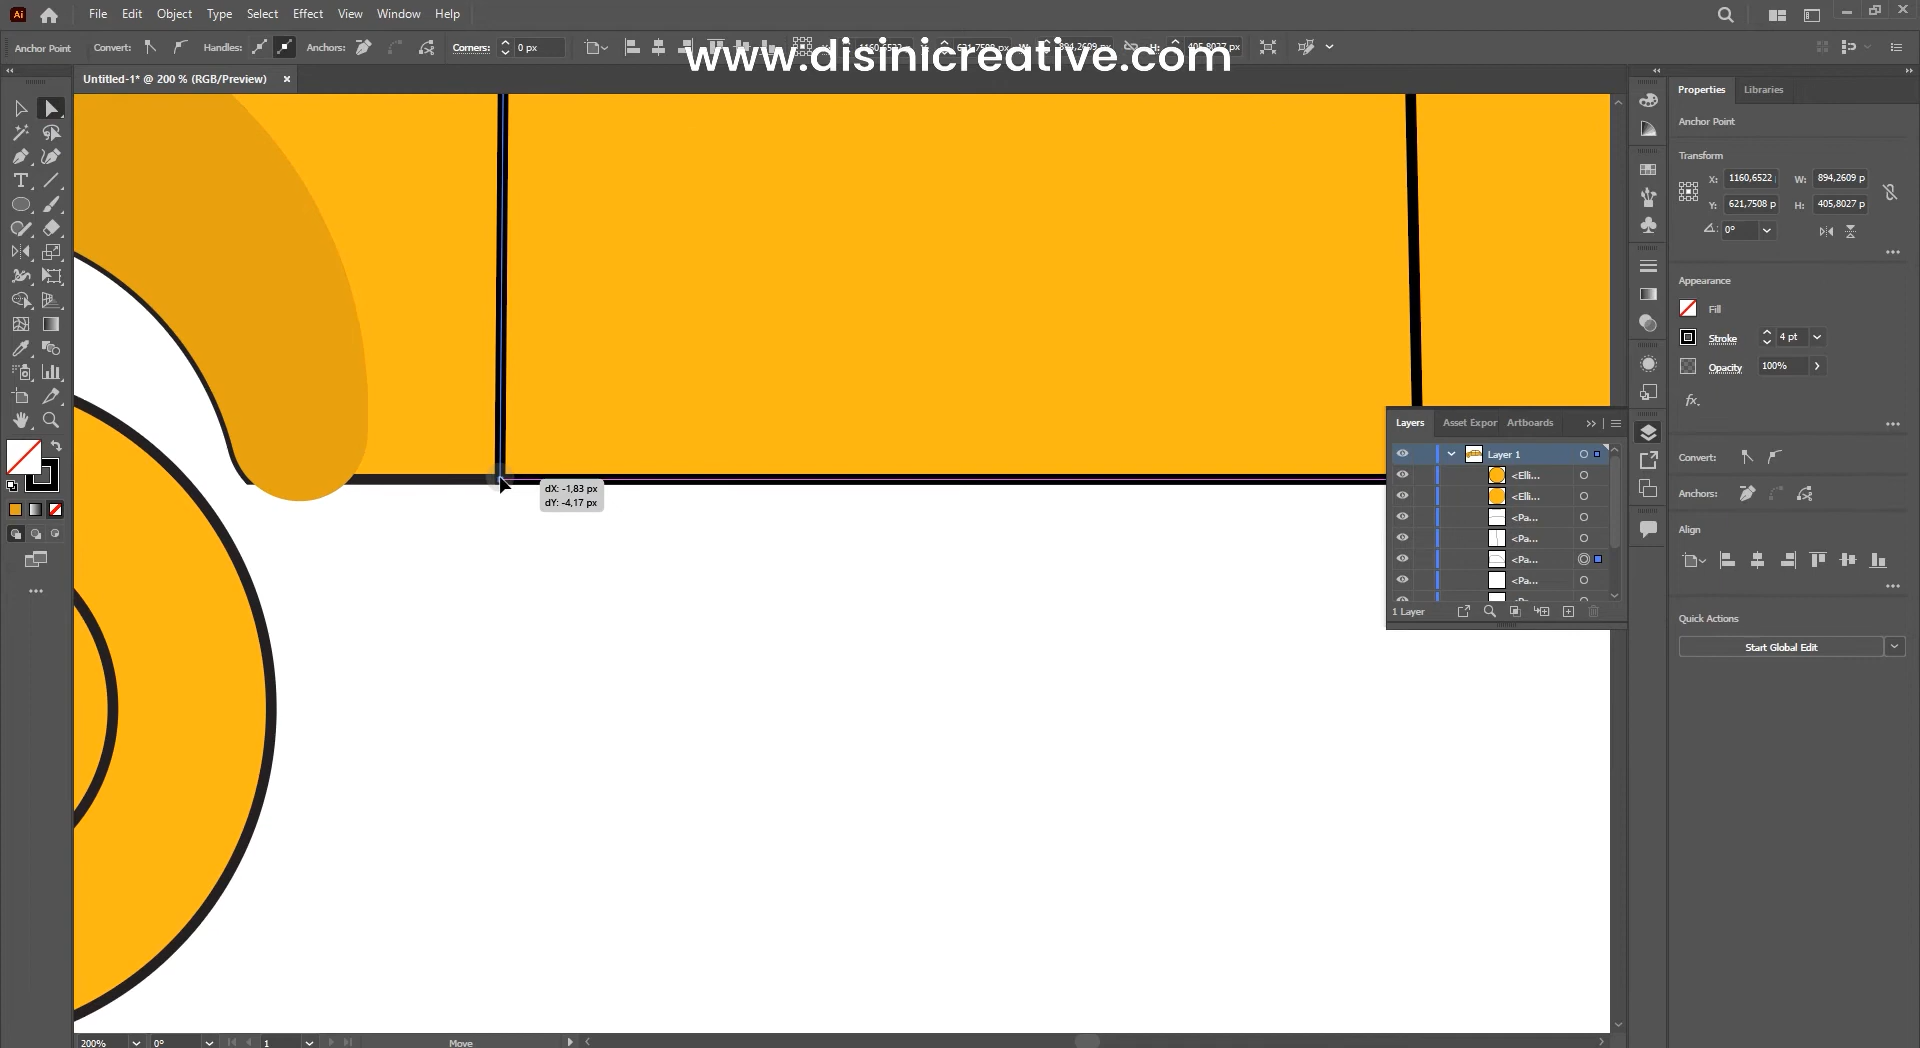 Ai File Edit Object Type Select Effect View Window Help
Anchor Point Convert: Handles: Anchors: Corners: 0 px
www.disinicreative.com
Untitled-1* @ 200 % (RGB/Preview) ×
Properties Libraries
Anchor Point
Transform
X: 1160,6522 W: 894,2609 p
Y: 621,7508 p H: 405,8027 p
0°
Appearance
Fill
Stroke 4 pt
Opacity 100%
fx.
Convert:
Anchors:
Align
Quick Actions
Start Global Edit
Layers Asset Expor Artboards
Layer 1
<Elli...
<Elli...
<Pa...
<Pa...
<Pa...
<Pa...
1 Layer
dX: -1,83 px
dY: -4,17 px
200% 0° 1 Move